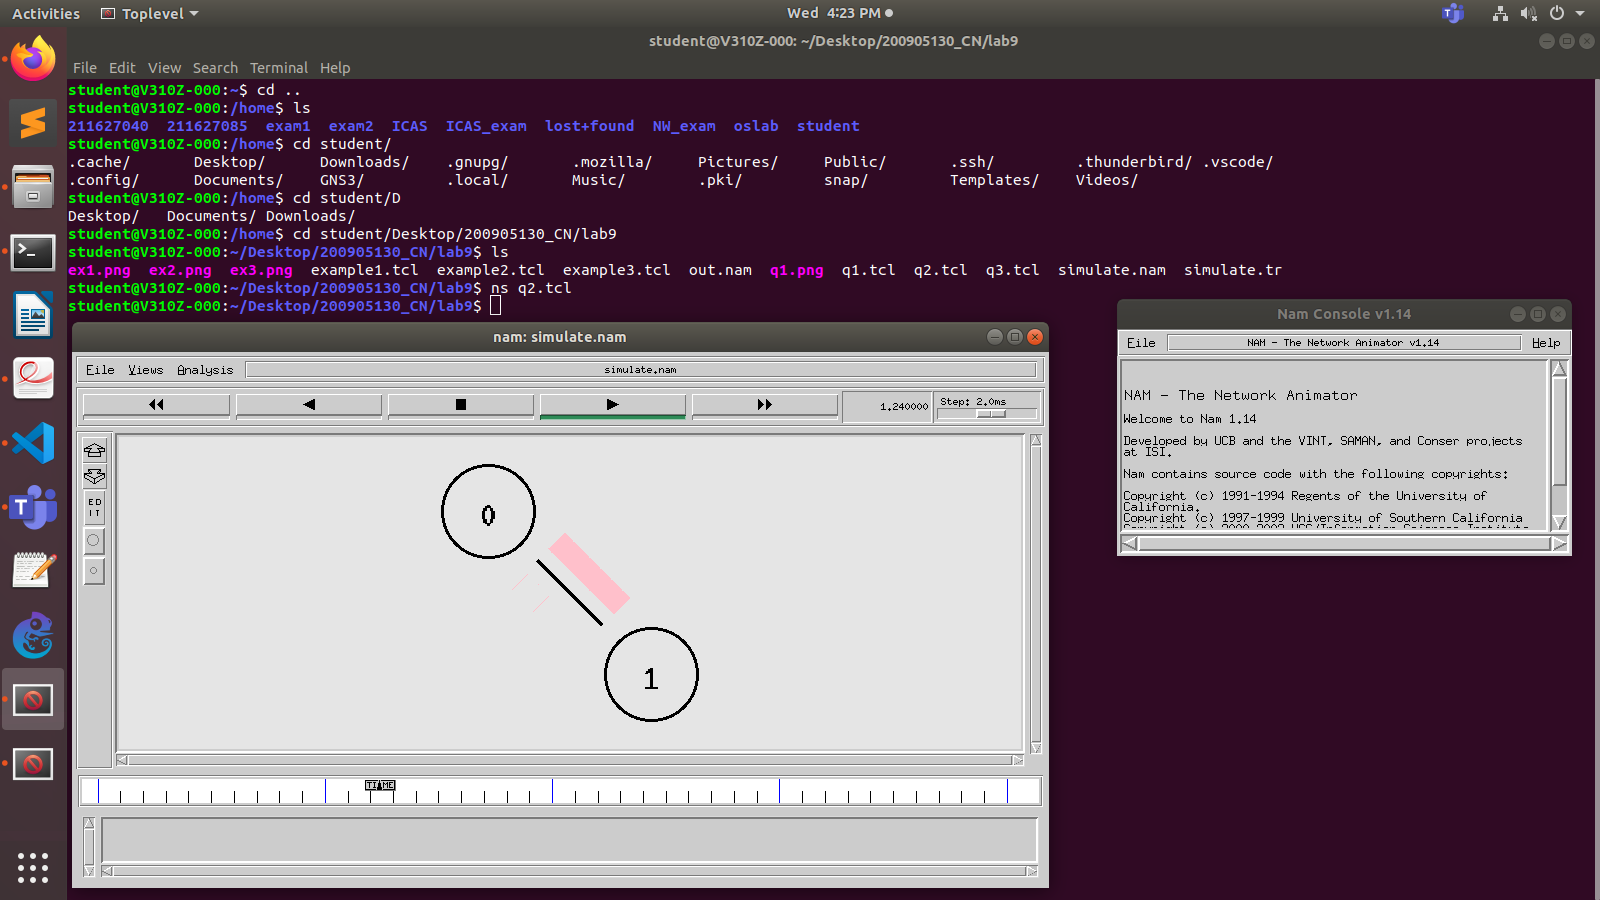 Activities Toplevel Wed 4:23 PM
student@V310Z-000: ~/Desktop/200905130_CN/lab9
File Edit View Search Terminal Help
student@V310Z-000:~$ cd ..
student@V310Z-000:/home$ ls
211627040 211627085 exam1 exam2 ICAS ICAS_exam lost+found NW_exam oslab student
student@V310Z-000:/home$ cd student/
.cache/ Desktop/ Downloads/ .gnupg/ .mozilla/ Pictures/ Public/ .ssh/ .thunderbird/ .vscode/
.config/ Documents/ GNS3/ .local/ Music/ .pki/ snap/ Templates/ Videos/
student@V310Z-000:/home$ cd student/D
Desktop/ Documents/ Downloads/
student@V310Z-000:/home$ cd student/Desktop/200905130_CN/lab9
student@V310Z-000:~/Desktop/200905130_CN/lab9$ ls
ex1.png ex2.png ex3.png example1.tcl example2.tcl example3.tcl out.nam q1.png q1.tcl q2.tcl q3.tcl simulate.nam simulate.tr
student@V310Z-000:~/Desktop/200905130_CN/lab9$ ns q2.tcl
student@V310Z-000:~/Desktop/200905130_CN/lab9$
nam: simulate.nam
File Views Analysis simulate.nam
1.240000 Step: 2.0ms
ED
IT
0
1
TIME
Nam Console v1.14
File NAM - The Network Animator v1.14 Help
NAM - The Network Animator
Welcome to Nam 1.14
Developed by UCB and the VINT, SAMAN, and Conser projects
at ISI.
Nam contains source code with the following copyrights:
Copyright (c) 1991-1994 Regents of the University of
California.
Copyright (c) 1997-1999 University of Southern California